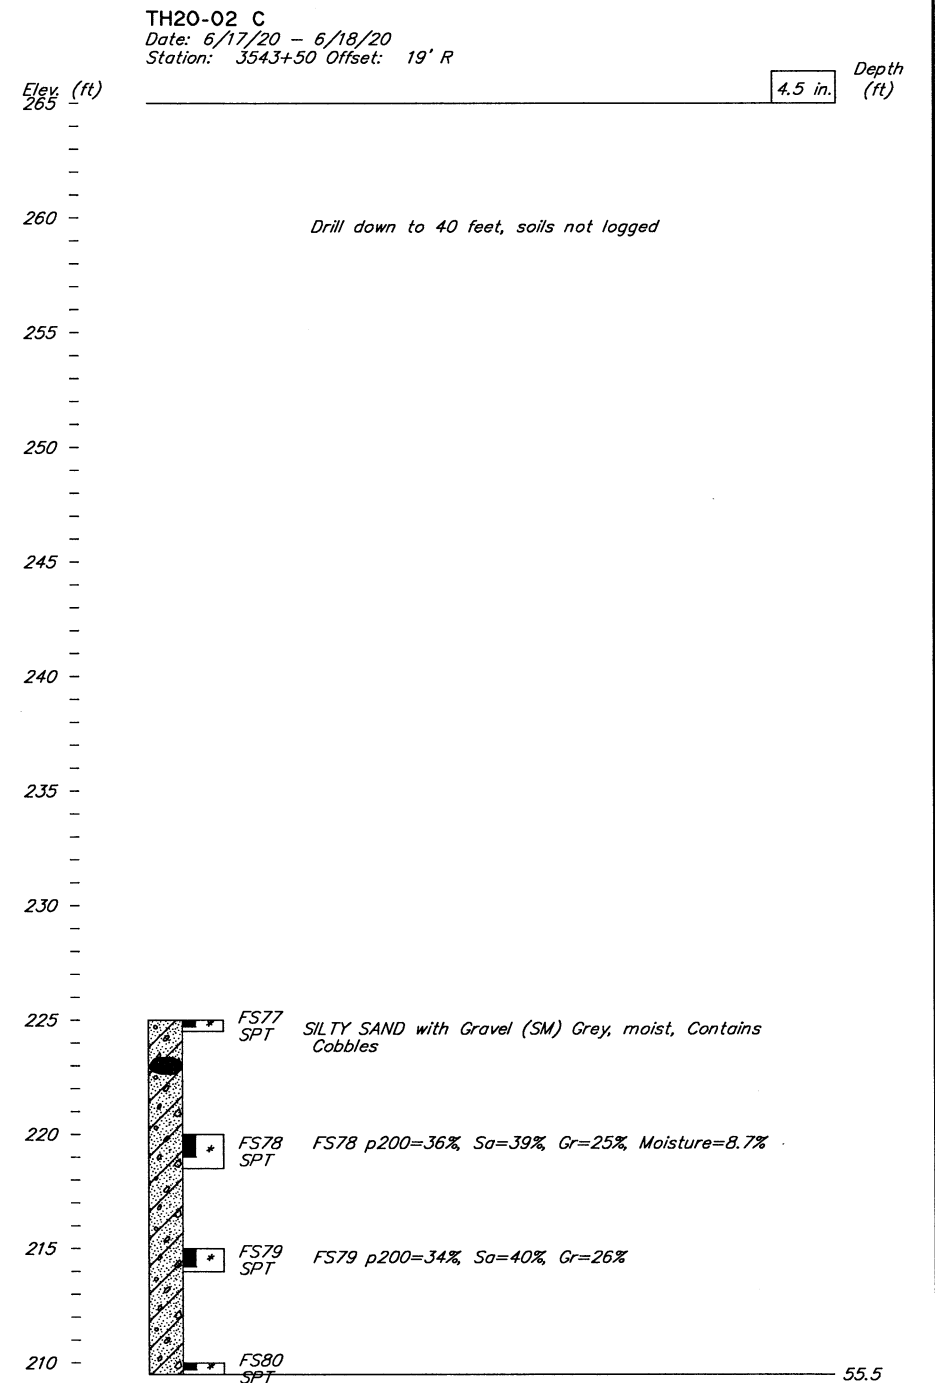 TH20-02 C
Date: 6/17/20 - 6/18/20
Station: 3543+50 Offset: 19' R
Elev. (ft)
4.5 in.
Depth
(ft)
265
260
Drill down to 40 feet, soils not logged
255
250
245
240
235
230
225
FS77
SPT
SILTY SAND with Gravel (SM) Grey, moist, Contains
Cobbles
220
FS78
SPT
FS78 p200=36%, Sa=39%, Gr=25%, Moisture=8.7%
215
FS79
SPT
FS79 p200=34%, Sa=40%, Gr=26%
210
FS80
SPT
55.5